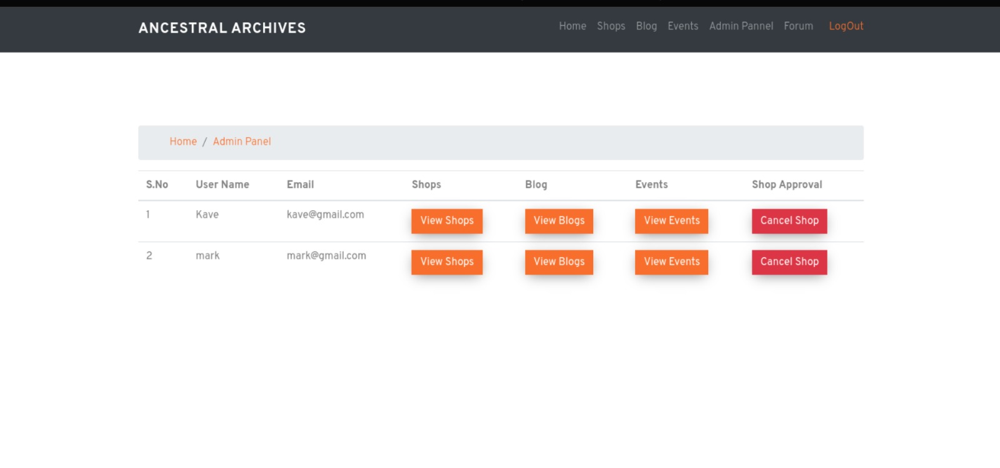 ANCESTRAL ARCHIVES Home Shops Blog Events Admin Pannel Forum LogOut
Home / Admin Panel
S.No User Name Email Shops Blog Events Shop Approval
1 Kave kave@gmail.com View Shops View Blogs View Events Cancel Shop
2 mark mark@gmail.com View Shops View Blogs View Events Cancel Shop